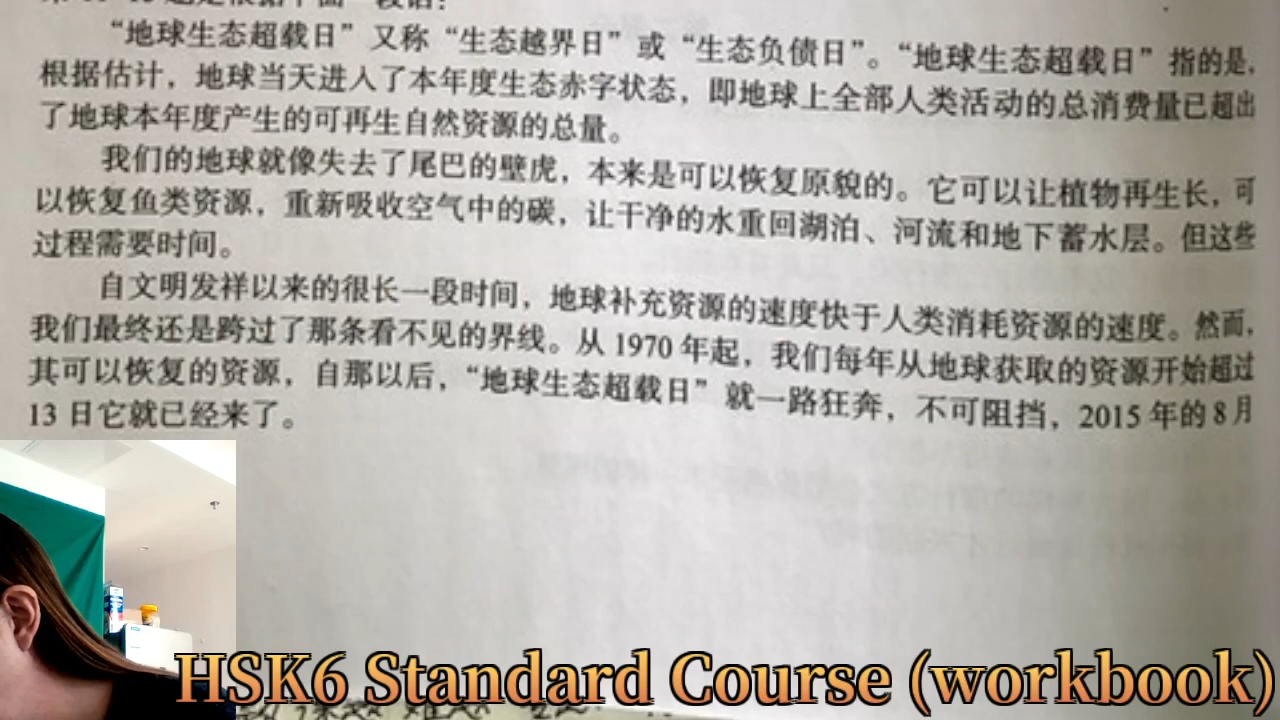 “地球生态超载日”又称“生态越界日”或“生态负债日”。“地球生态超载日”指的是,
根据估计,地球当天进入了本年度生态赤字状态,即地球上全部人类活动的总消费量已超出
了地球本年度产生的可再生自然资源的总量。
我们的地球就像失去了尾巴的壁虎,本来是可以恢复原貌的。它可以让植物再生长,可
以恢复鱼类资源,重新吸收空气中的碳,让干净的水重回湖泊、河流和地下蓄水层。但这些
过程需要时间。
自文明发祥以来的很长一段时间,地球补充资源的速度快于人类消耗资源的速度。然而,
我们最终还是跨过了那条看不见的界线。从1970年起,我们每年从地球获取的资源开始超过
其可以恢复的资源,自那以后,“地球生态超载日”就一路狂奔,不可阻挡,2015年的8月
13日它就已经来了。
HSK6 Standard Course (workbook)